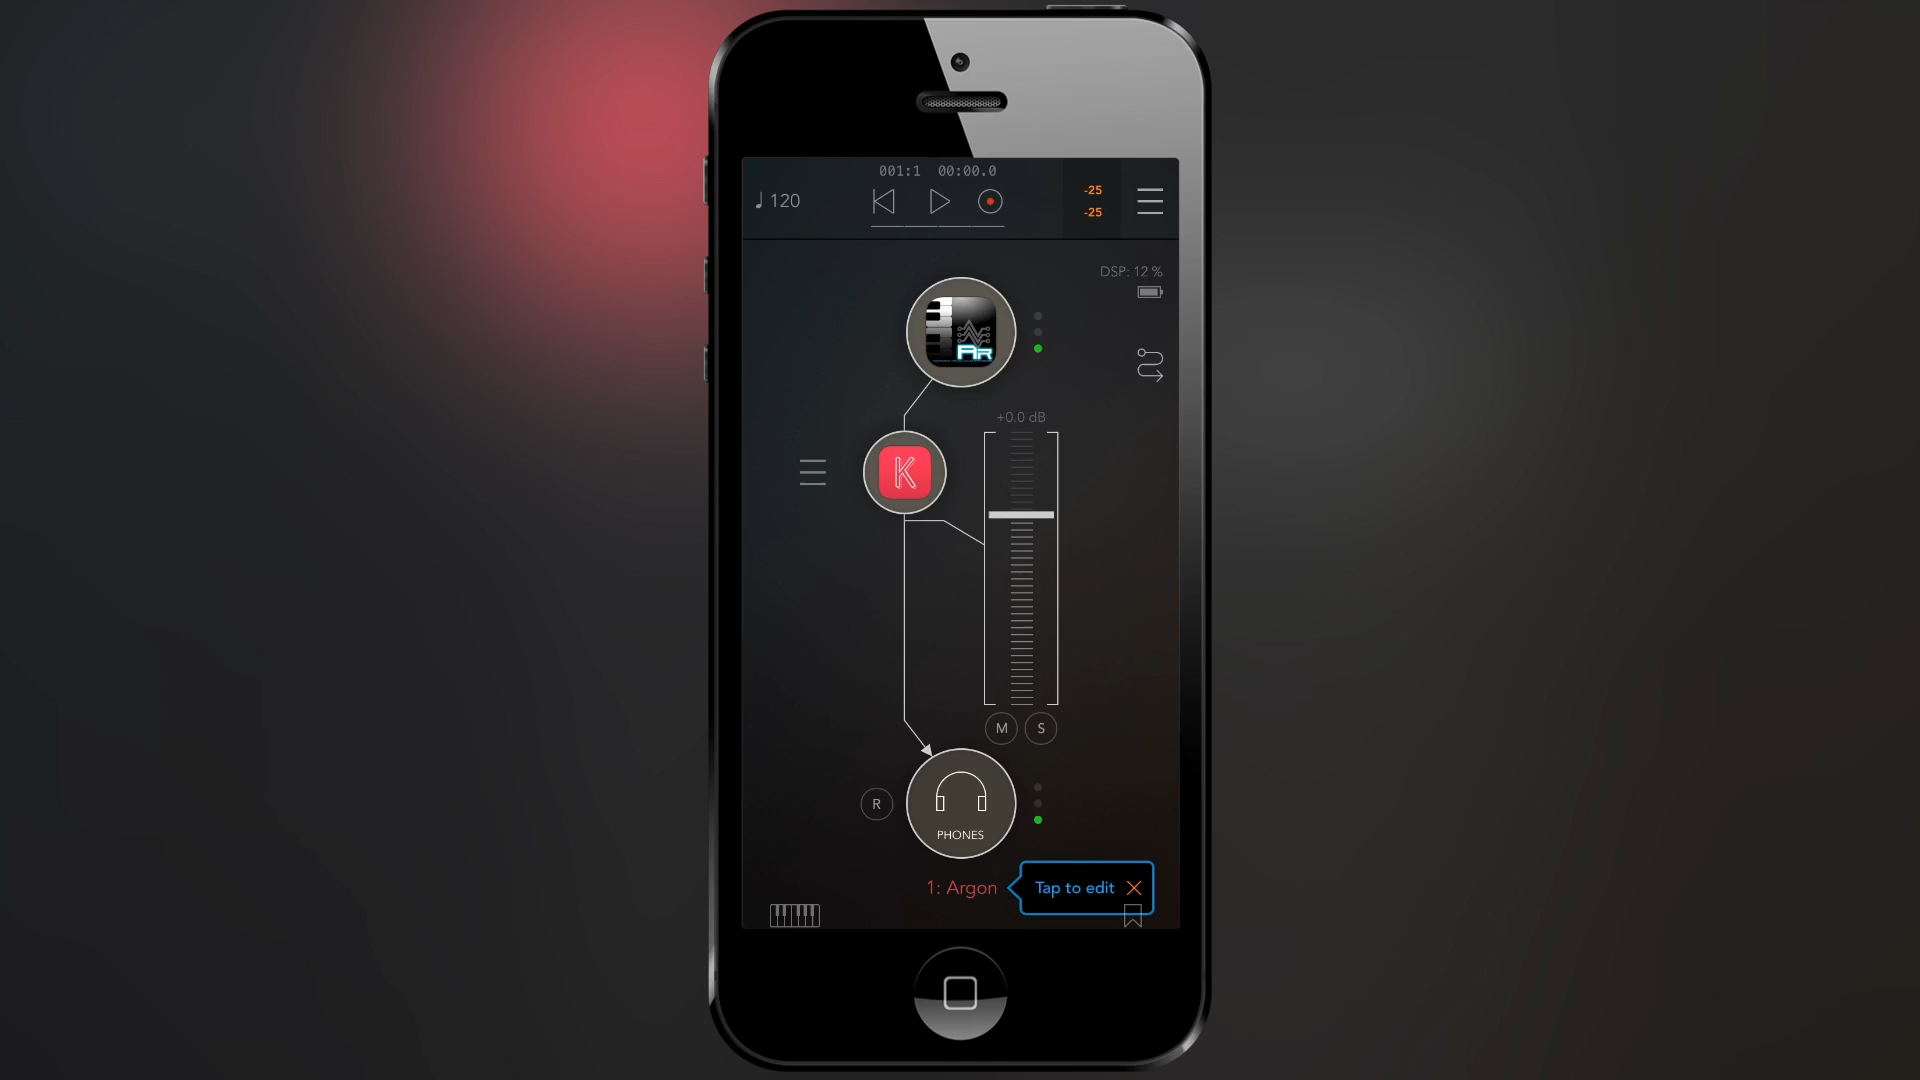 001:1 00:00.0
♩ 120
-25
-25
DSP: 12 %
Ar
+0.0 dB
K
M S
R
PHONES
1: Argon
Tap to edit